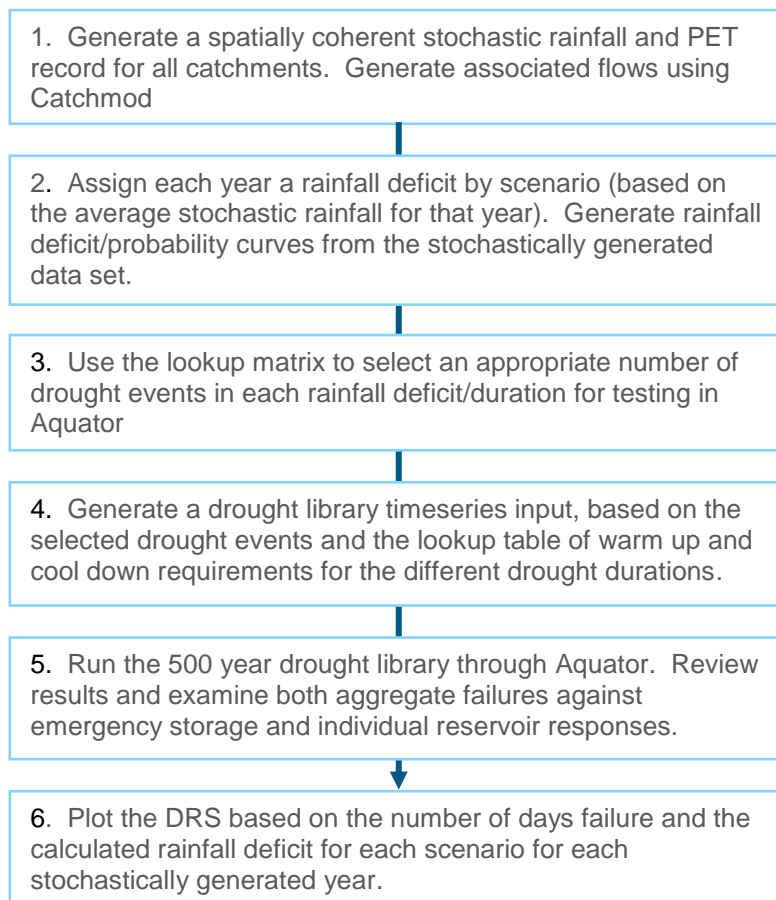 1. Generate a spatially coherent stochastic rainfall and PET
record for all catchments. Generate associated flows using
Catchmod
2. Assign each year a rainfall deficit by scenario (based on
the average stochastic rainfall for that year). Generate rainfall
deficit/probability curves from the stochastically generated
data set.
3. Use the lookup matrix to select an appropriate number of
drought events in each rainfall deficit/duration for testing in
Aquator
4. Generate a drought library timeseries input, based on the
selected drought events and the lookup table of warm up and
cool down requirements for the different drought durations.
5. Run the 500 year drought library through Aquator. Review
results and examine both aggregate failures against
emergency storage and individual reservoir responses.
6. Plot the DRS based on the number of days failure and the
calculated rainfall deficit for each scenario for each
stochastically generated year.